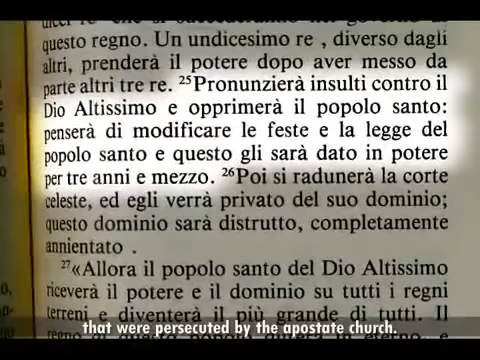 questo regno. Un undicesimo re , diverso dagli
altri, prenderà il potere dopo aver messo da
parte altri tre re. ²⁵Pronunzierà insulti contro il
Dio Altissimo e opprimerà il popolo santo:
penserà di modificare le feste e la legge del
popolo santo e questo gli sarà dato in potere
per tre anni e mezzo. ²⁶Poi si radunerà la corte
celeste, ed egli verrà privato del suo dominio;
questo dominio sarà distrutto, completamente
annientato .
²⁷«Allora il popolo santo del Dio Altissimo
riceverà il potere e il dominio su tutti i regni
terreni e diventerà il più grande di tutti. Il
that were persecuted by the apostate church.